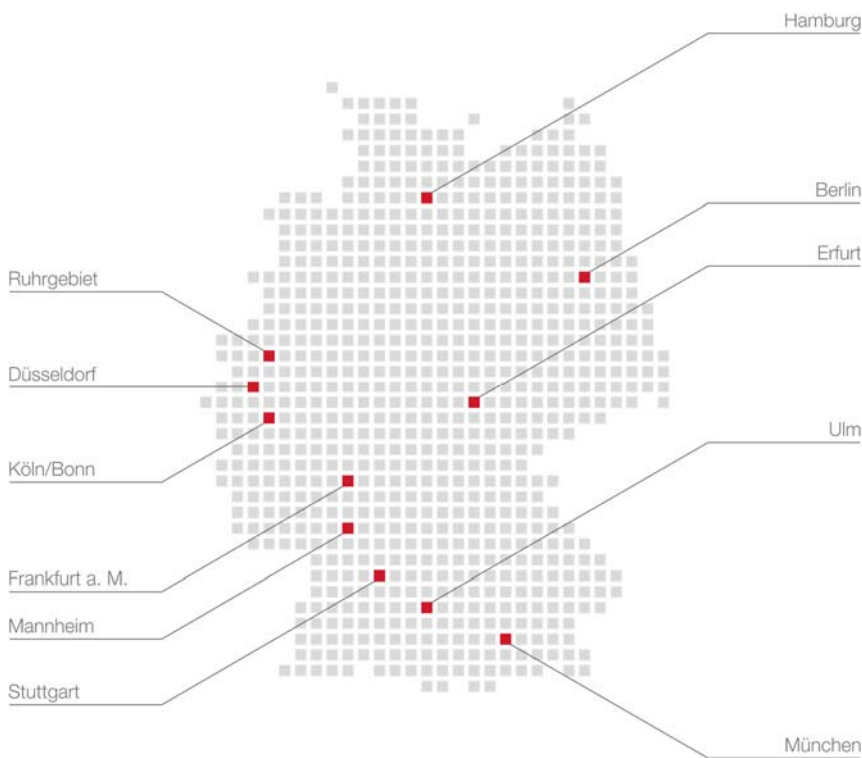 Hamburg
Berlin
Erfurt
Ruhrgebiet
Düsseldorf
Ulm
Köln/Bonn
Frankfurt a. M.
Mannheim
Stuttgart
München